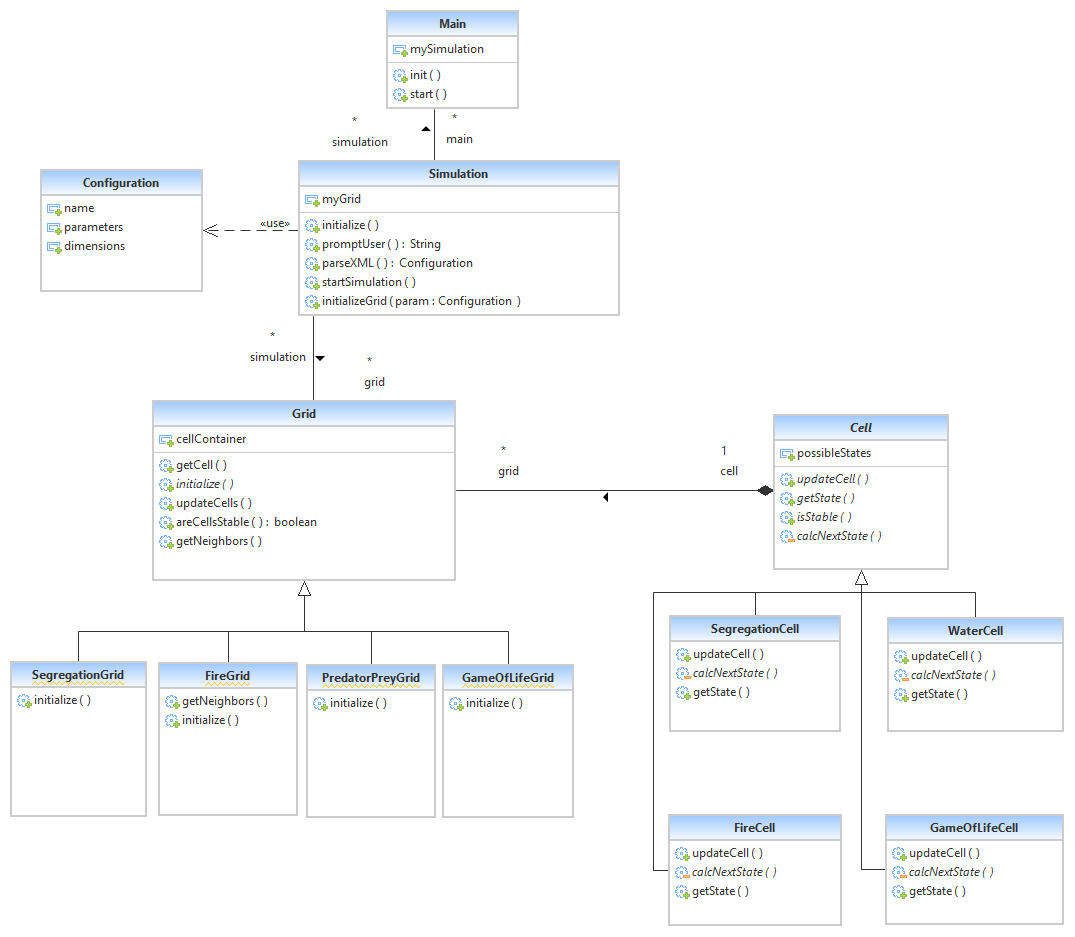 Main
mySimulation
init ( )
start ( )
*
simulation
*
main
Configuration
name
parameters
dimensions
«use»
Simulation
myGrid
initialize ( )
promptUser ( ) : String
parseXML ( ) : Configuration
startSimulation ( )
initializeGrid ( param : Configuration )
*
simulation
*
grid
Grid
cellContainer
getCell ( )
initialize ( )
updateCells ( )
areCellsStable ( ) : boolean
getNeighbors ( )
*
grid
1
cell
Cell
possibleStates
updateCell ( )
getState ( )
isStable ( )
calcNextState ( )
SegregationGrid
initialize ( )
FireGrid
getNeighbors ( )
initialize ( )
PredatorPreyGrid
initialize ( )
GameOfLifeGrid
initialize ( )
SegregationCell
updateCell ( )
calcNextState ( )
getState ( )
WaterCell
updateCell ( )
calcNextState ( )
getState ( )
FireCell
updateCell ( )
calcNextState ( )
getState ( )
GameOfLifeCell
updateCell ( )
calcNextState ( )
getState ( )